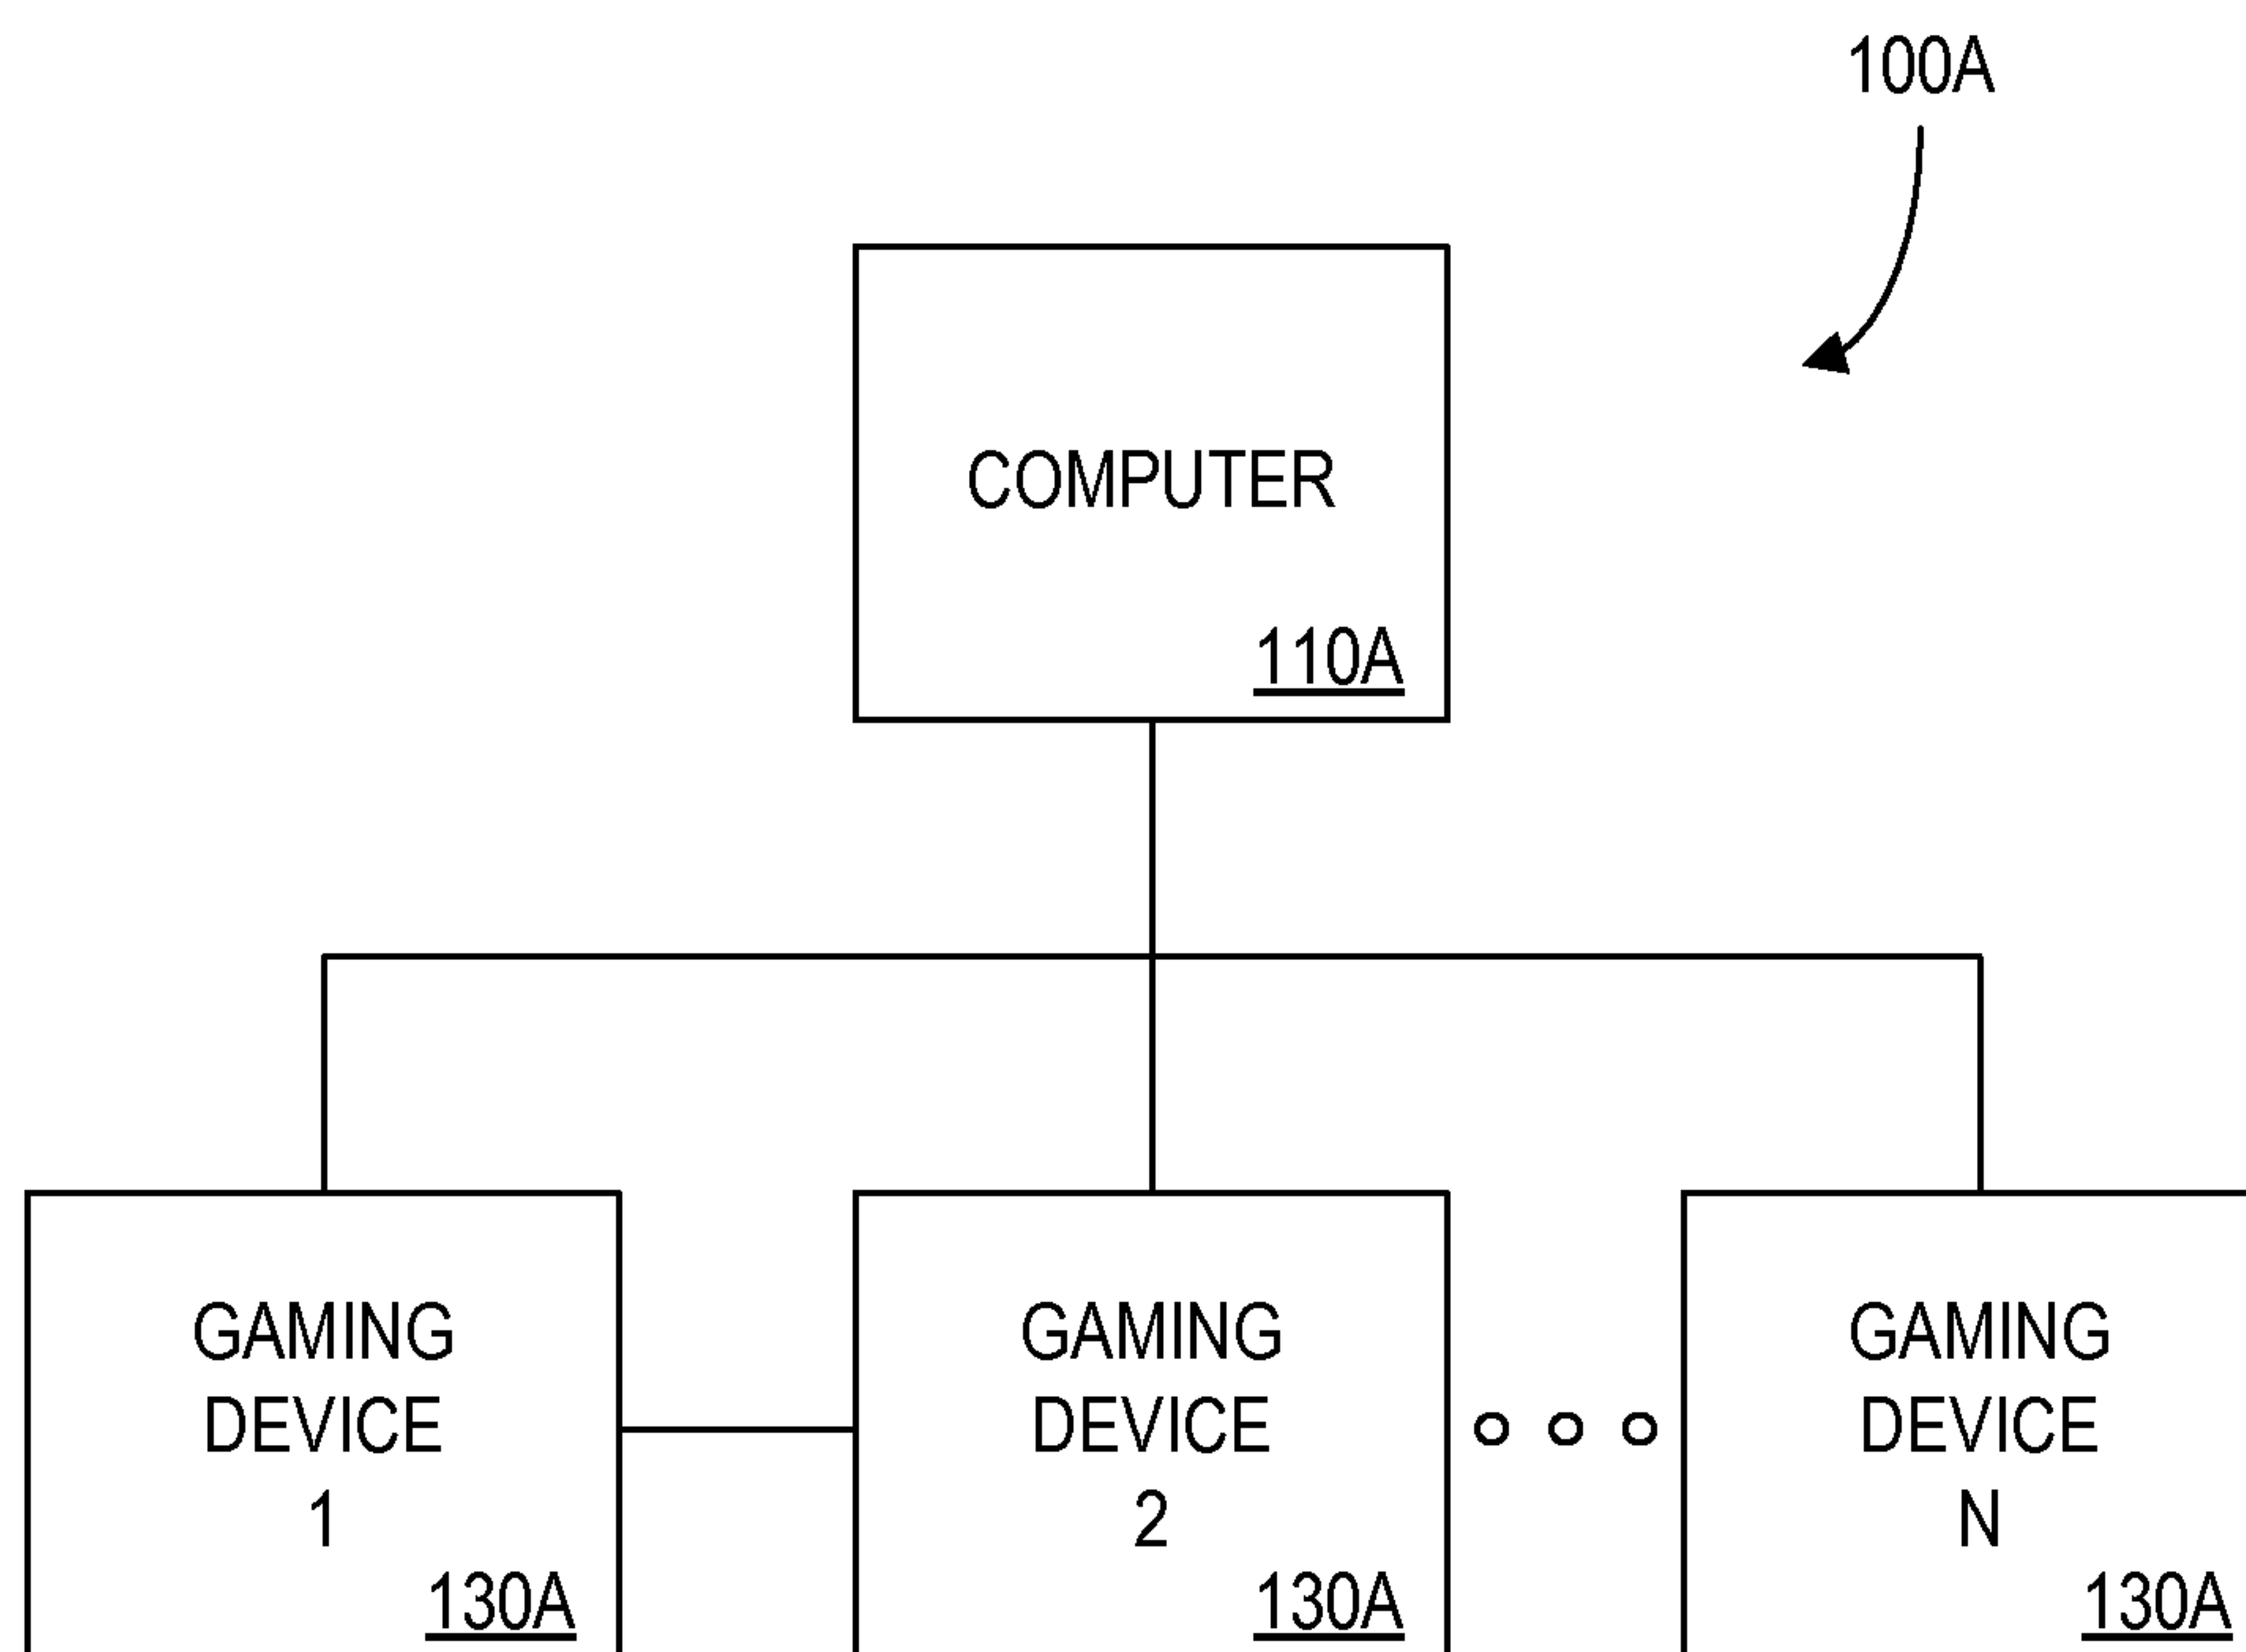 100A
COMPUTER
110A
GAMING
DEVICE
1
130A
GAMING
DEVICE
2
130A
GAMING
DEVICE
N
130A